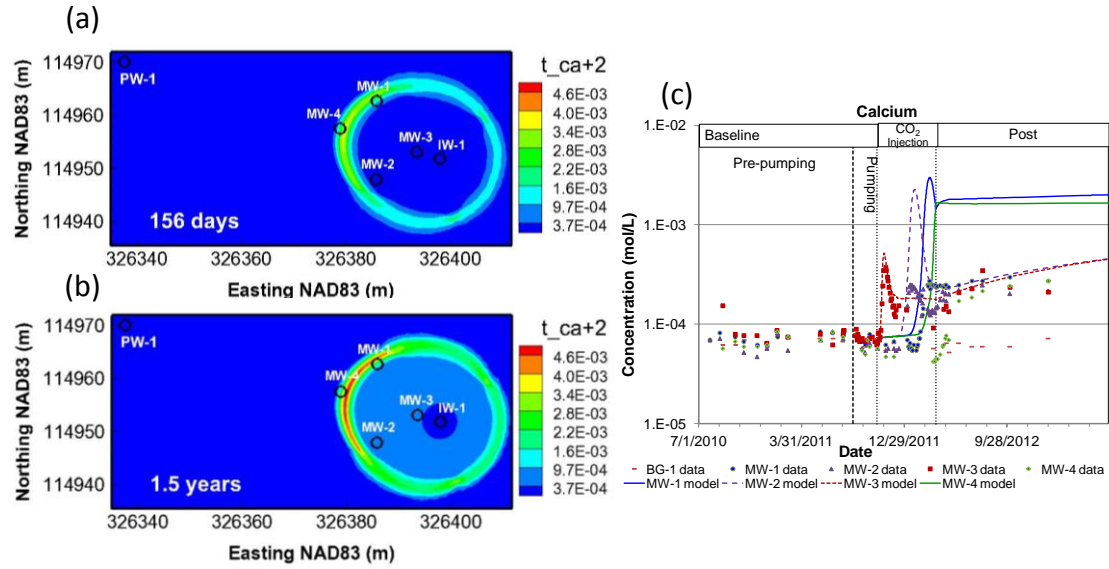 (a)
114970
114960
114950
114940
Northing NAD83 (m)
PW-1
MW-1
MW-4
MW-3
IW-1
MW-2
156 days
326340
326380
326400
Easting NAD83 (m)
t_ca+2
4.6E-03
4.0E-03
3.4E-03
2.8E-03
1.6E-03
9.7E-04
3.7E-04
(b)
114970
114960
114950
114940
Northing NAD83 (m)
PW-1
MW-1
MW-4
MW-3
IW-1
MW-2
1.5 years
326340
326380
326400
Easting NAD83 (m)
t_ca+2
4.6E-03
4.0E-03
3.4E-03
2.8E-03
1.6E-03
9.7E-04
3.7E-04
(c)
Calcium
Baseline
CO2
Injection
Post
Pre-pumping
Pumping
1.E-02
1.E-03
1.E-04
1.E-05
Concentration (mol/L)
7/1/2010
3/31/2011
12/29/2011
9/28/2012
Date
BG-1 data
MW-1 data
MW-2 data
MW-3 data
MW-4 data
MW-1 model
MW-2 model
MW-3 model
MW-4 model